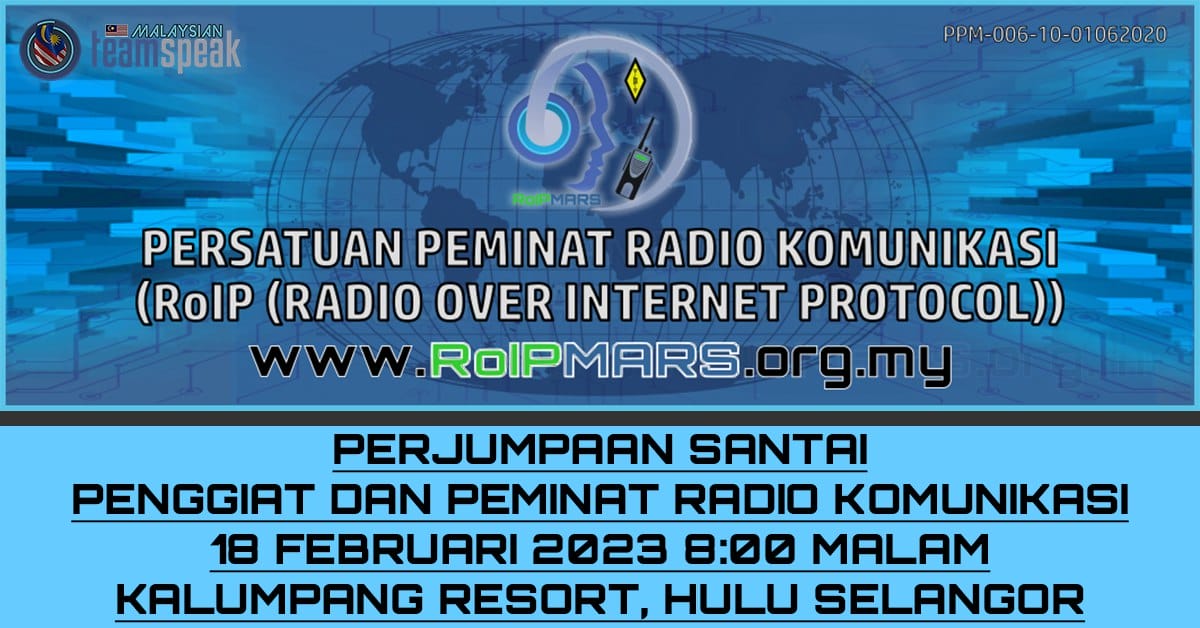 MALAYSIAN
teamspeak
PPM-006-10-01062020
RoIPMARS
PERSATUAN PEMINAT RADIO KOMUNIKASI
(RoIP (RADIO OVER INTERNET PROTOCOL))
www.RoIPMARS.org.my
PERJUMPAAN SANTAI
PENGGIAT DAN PEMINAT RADIO KOMUNIKASI
18 FEBRUARI 2023 8:00 MALAM
KALUMPANG RESORT, HULU SELANGOR